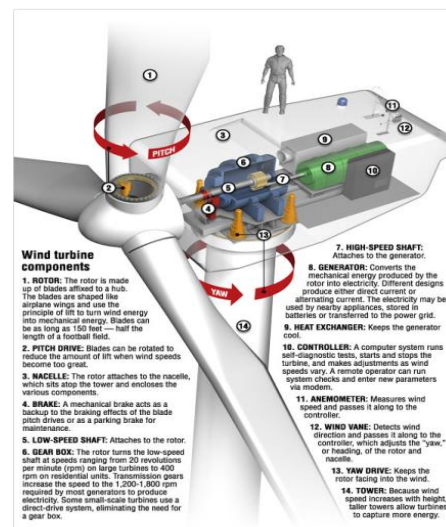 1
PITCH
2
3
4
5
6
7
8
9
10
11
12
13
YAW
14
Wind turbine
components
1. ROTOR: The rotor is made
up of blades affixed to a hub.
The blades are shaped like
airplane wings and use the
principle of lift to turn wind energy
into mechanical energy. Blades can
be as long as 150 feet — half the
length of a football field.
2. PITCH DRIVE: Blades can be rotated to
reduce the amount of lift when wind speeds
become too great.
3. NACELLE: The rotor attaches to the nacelle,
which sits atop the tower and encloses the
various components.
4. BRAKE: A mechanical brake acts as a
backup to the braking effects of the blade
pitch drives or as a parking brake for
maintenance.
5. LOW-SPEED SHAFT: Attaches to the rotor.
6. GEAR BOX: The rotor turns the low-speed
shaft at speeds ranging from 20 revolutions
per minute (rpm) on large turbines to 400
rpm on residential units. Transmission gears
increase the speed to the 1,200-1,800 rpm
required by most generators to produce
electricity. Some small-scale turbines use a
direct-drive system, eliminating the need for
a gear box.
7. HIGH-SPEED SHAFT:
Attaches to the generator.
8. GENERATOR: Converts the
mechanical energy produced by the
rotor into electricity. Different designs
produce either direct current or
alternating current. The electricity may be
used by nearby appliances, stored in
batteries or transferred to the power grid.
9. HEAT EXCHANGER: Keeps the generator
cool.
10. CONTROLLER: A computer system runs
self-diagnostic tests, starts and stops the
turbine, and makes adjustments as wind
speeds vary. A remote operator can run
system checks and enter new parameters
via modem.
11. ANEMOMETER: Measures wind
speed and passes it along to the
controller.
12. WIND VANE: Detects wind
direction and passes it along to the
controller, which adjusts the "yaw,"
or heading, of the rotor and
nacelle.
13. YAW DRIVE: Keeps the
rotor facing into the wind.
14. TOWER: Because wind
speed increases with height,
taller towers allow turbines
to capture more energy.